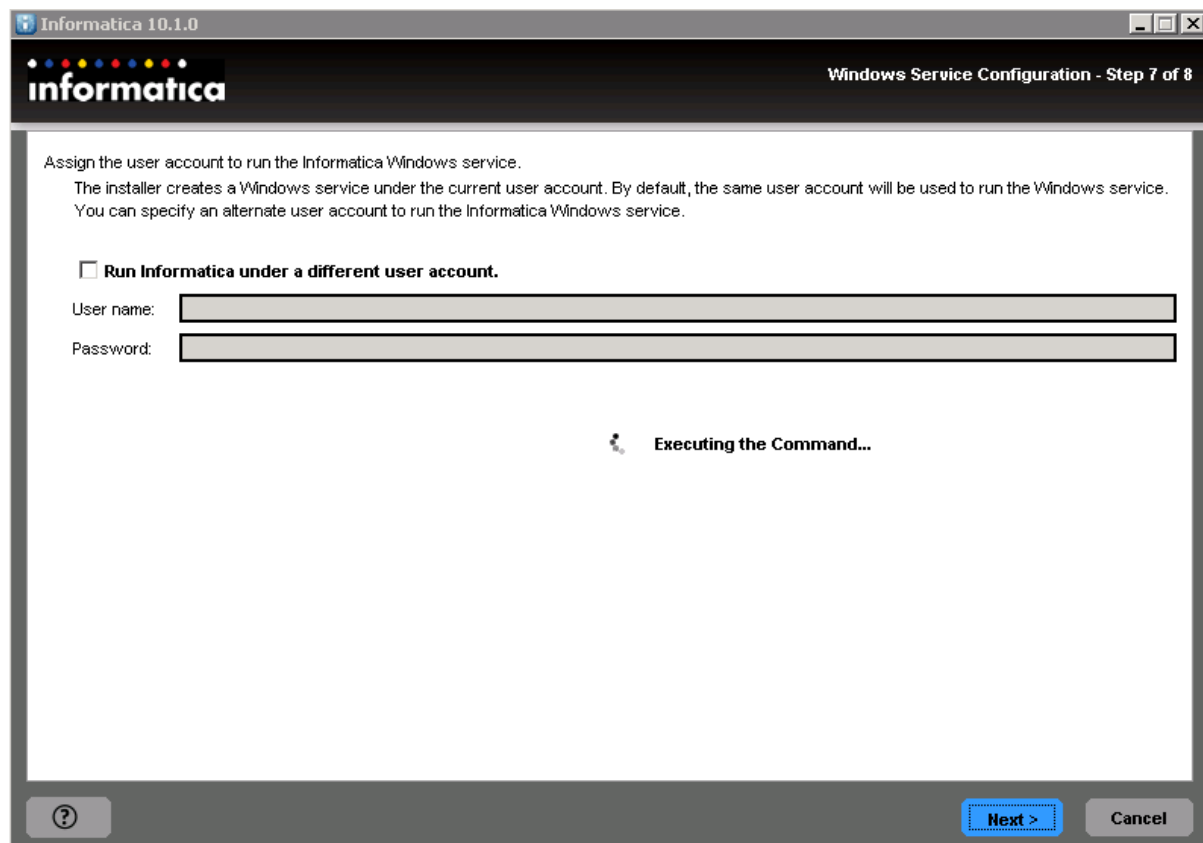 Informatica 10.1.0
informatica
Windows Service Configuration - Step 7 of 8
Assign the user account to run the Informatica Windows service.
The installer creates a Windows service under the current user account. By default, the same user account will be used to run the Windows service.
You can specify an alternate user account to run the Informatica Windows service.
Run Informatica under a different user account.
User name:
Password:
Executing the Command...
?
Next >
Cancel